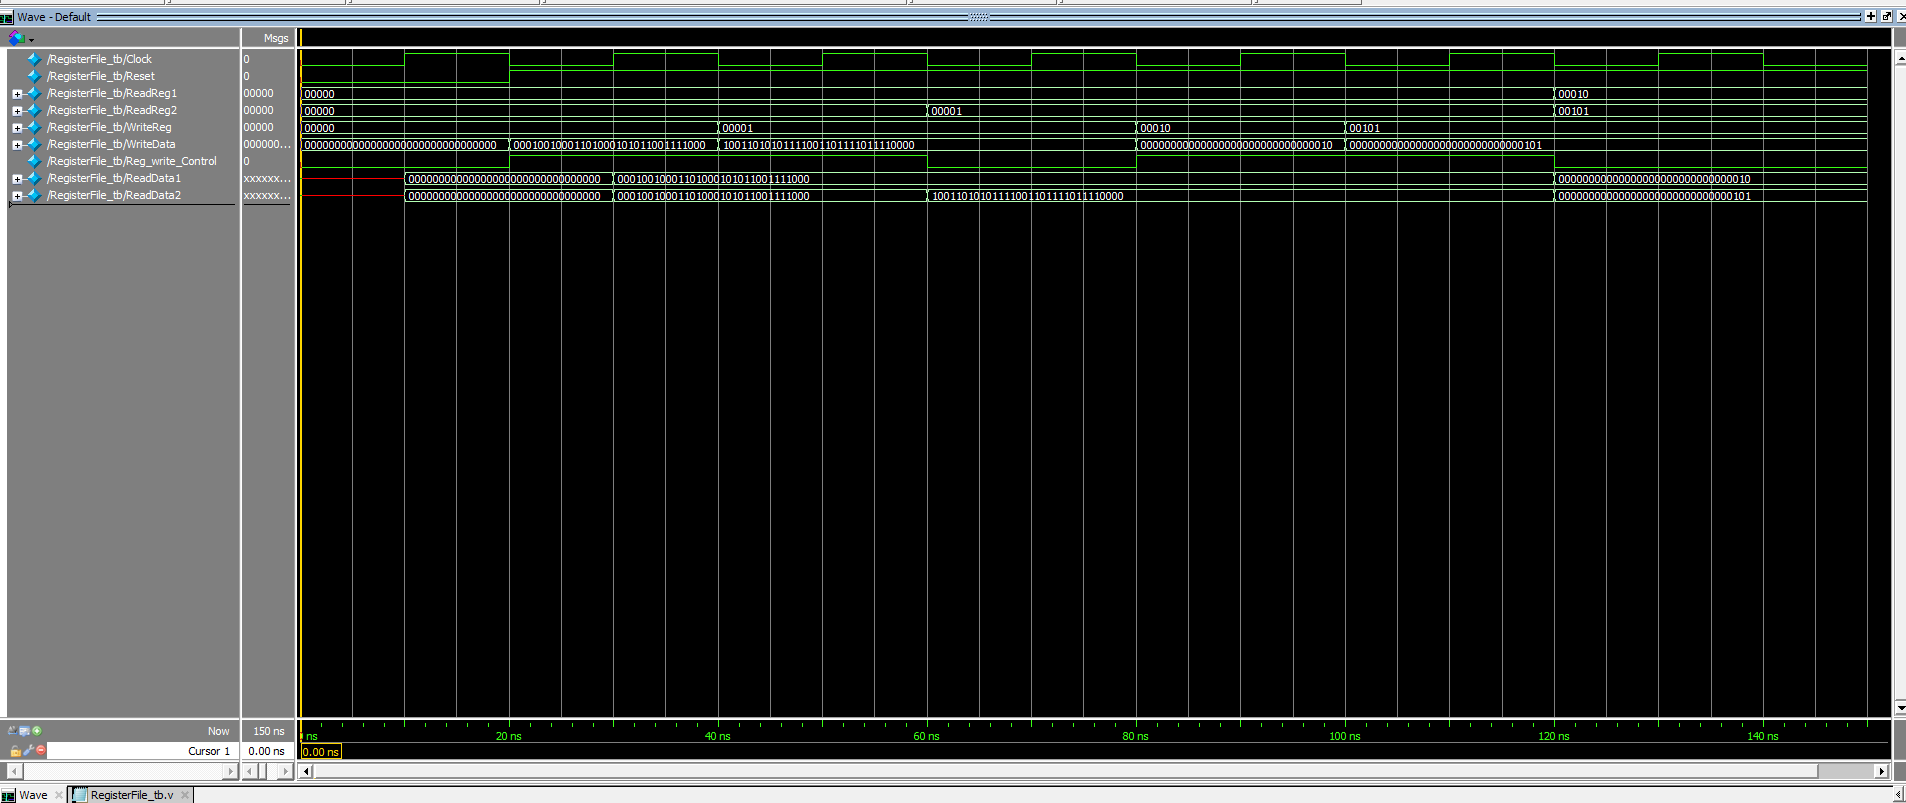 Wave - Default
Msgs
/RegisterFile_tb/Clock 0
/RegisterFile_tb/Reset 0
/RegisterFile_tb/ReadReg1 00000 00000 00010
/RegisterFile_tb/ReadReg2 00000 00000 00001 00101
/RegisterFile_tb/WriteReg 00000 00000 00001 00010 00101
/RegisterFile_tb/WriteData 000000... 00000000000000000000000000000000 00010010001101000101011001111000 10011010101111001101111011110000 00000000000000000000000000000010 00000000000000000000000000000101
/RegisterFile_tb/Reg_write_Control 0
/RegisterFile_tb/ReadData1 xxxxxx... 00000000000000000000000000000000 00010010001101000101011001111000 00000000000000000000000000000010
/RegisterFile_tb/ReadData2 xxxxxx... 00000000000000000000000000000000 00010010001101000101011001111000 10011010101111001101111011110000 00000000000000000000000000000101
Now 150 ns ns 20 ns 40 ns 60 ns 80 ns 100 ns 120 ns 140 ns
Cursor 1 0.00 ns 0.00 ns
Wave RegisterFile_tb.v